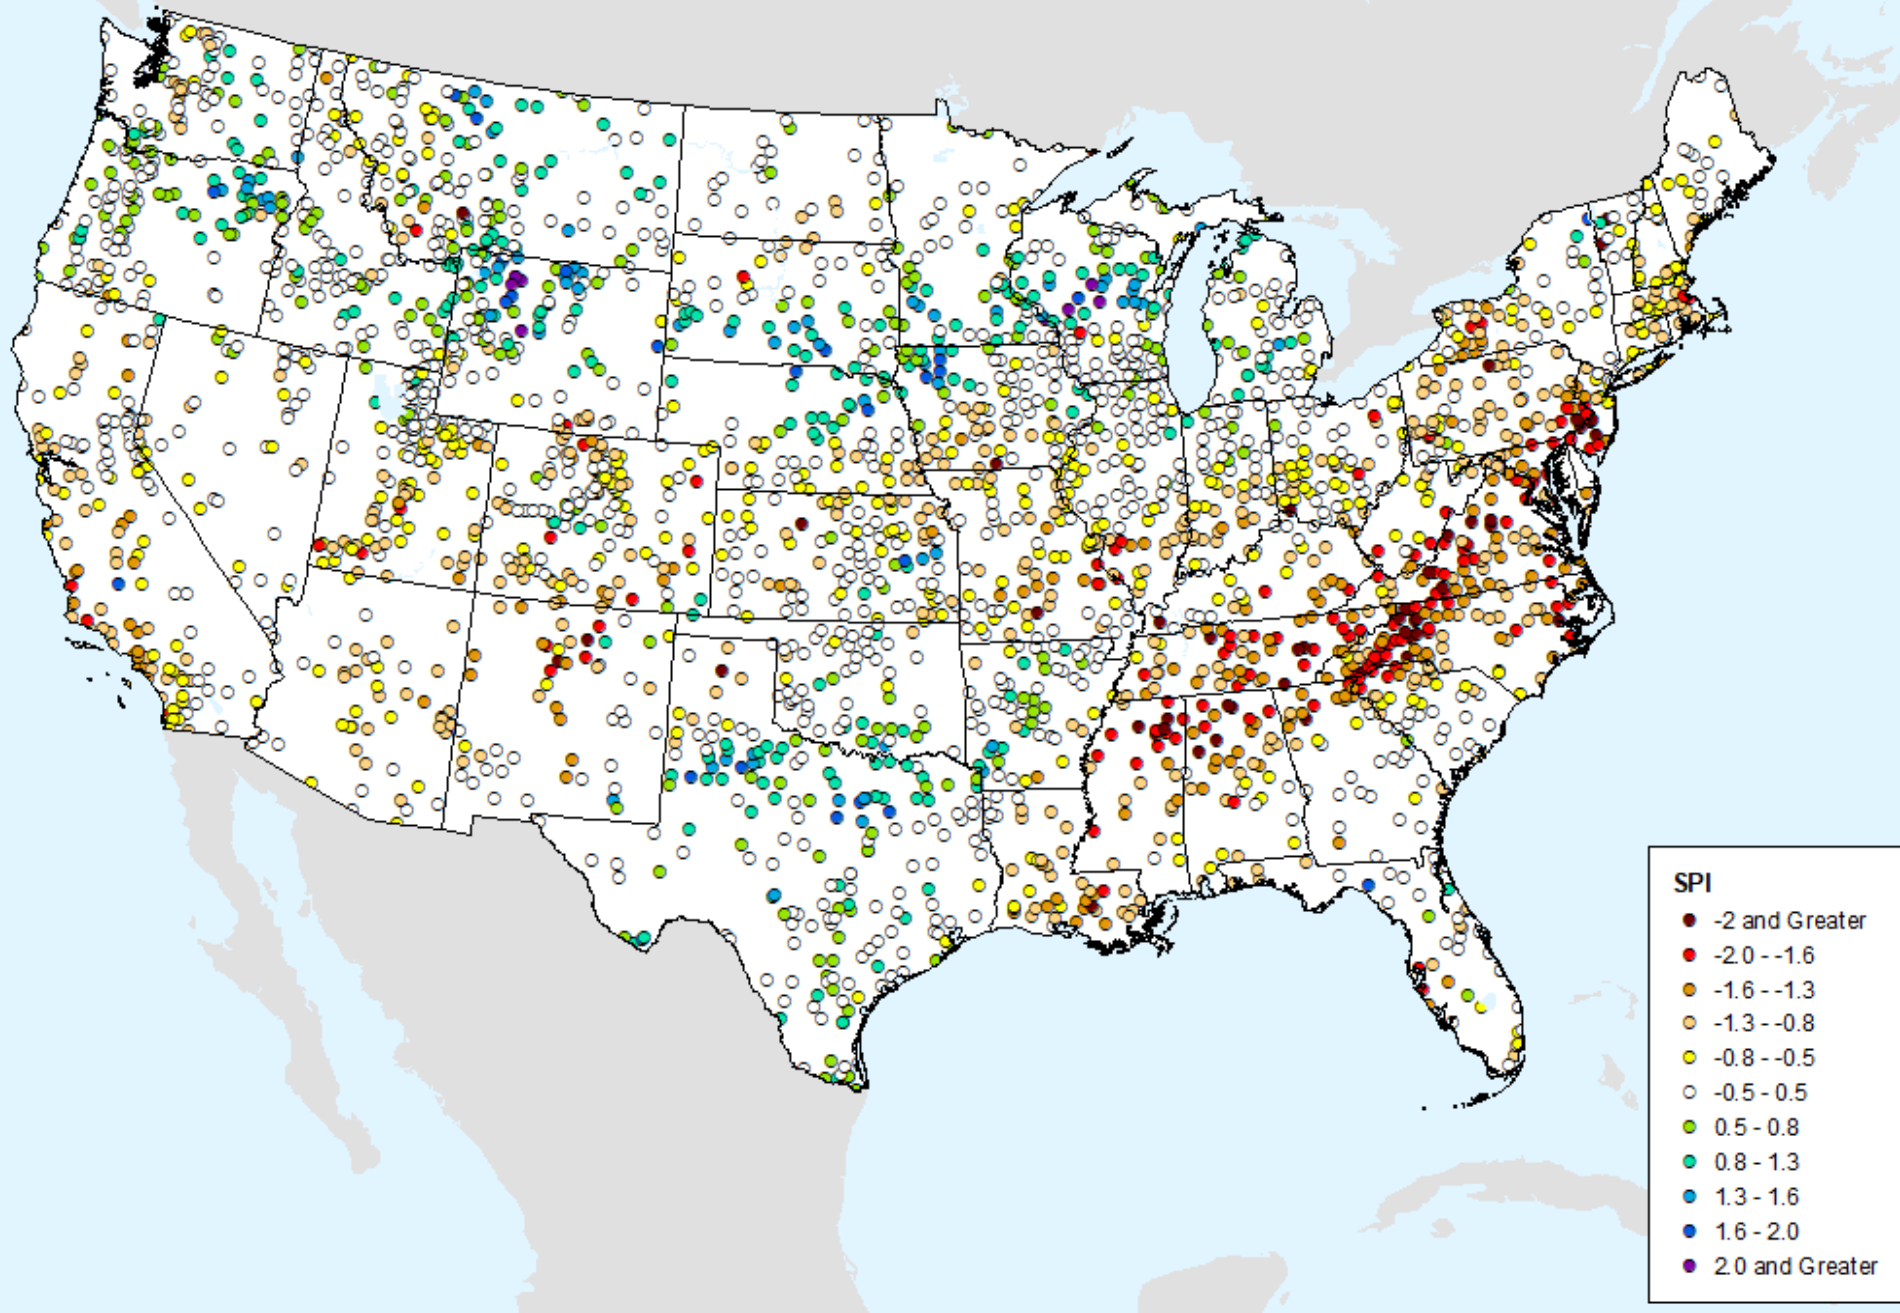 SPI
-2 and Greater
-2.0 - -1.6
-1.6 - -1.3
-1.3 - -0.8
-0.8 - -0.5
-0.5 - 0.5
0.5 - 0.8
0.8 - 1.3
1.3 - 1.6
1.6 - 2.0
2.0 and Greater